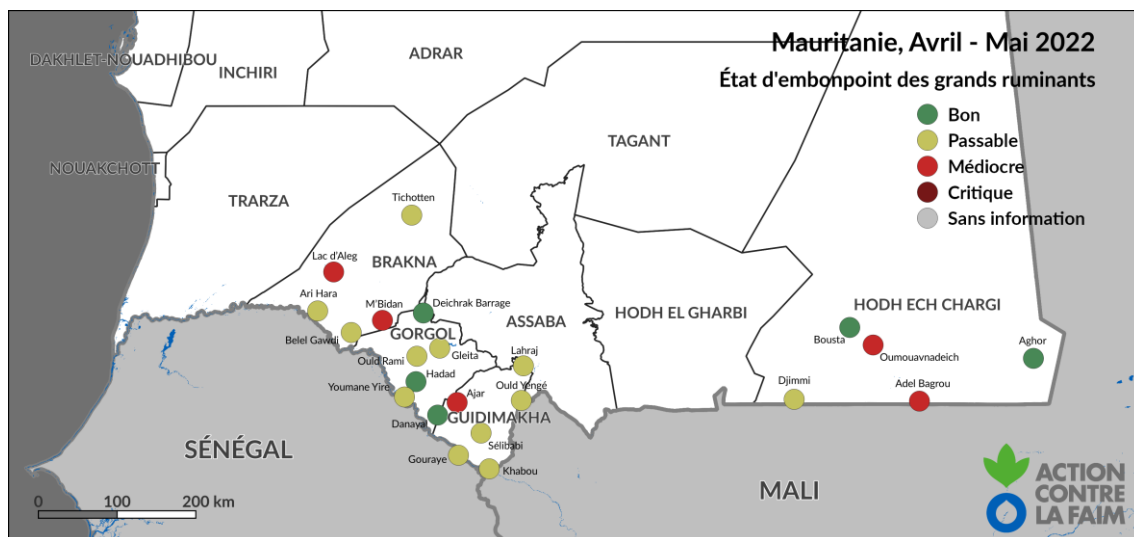 Mauritanie, Avril - Mai 2022
État d'embonpoint des grands ruminants
Bon
Passable
Médiocre
Critique
Sans information
DAKHLET-NOUADHIBOU
INCHIRI
ADRAR
TAGANT
NOUAKCHOTT
TRARZA
Tichotten
Lac d'Aleg
BRAKNA
Ari Hara
M'Bidan
Deichrak Barrage
ASSABA
HODH EL GHARBI
HODH ECH CHARGI
Belel Gawdi
GORGOL
Gleita
Ould Rami
Lahraj
Bousta
Oumouavnadeich
Aghor
Hadad
Youmane Yire
Ajar
Ould Yengé
Djimmi
Adel Bagrou
Danayal
GUIDIMAKHA
Sélibabi
Gouraye
Khabou
SÉNÉGAL
MALI
0 100 200 km
ACTION
CONTRE
LA FAIM